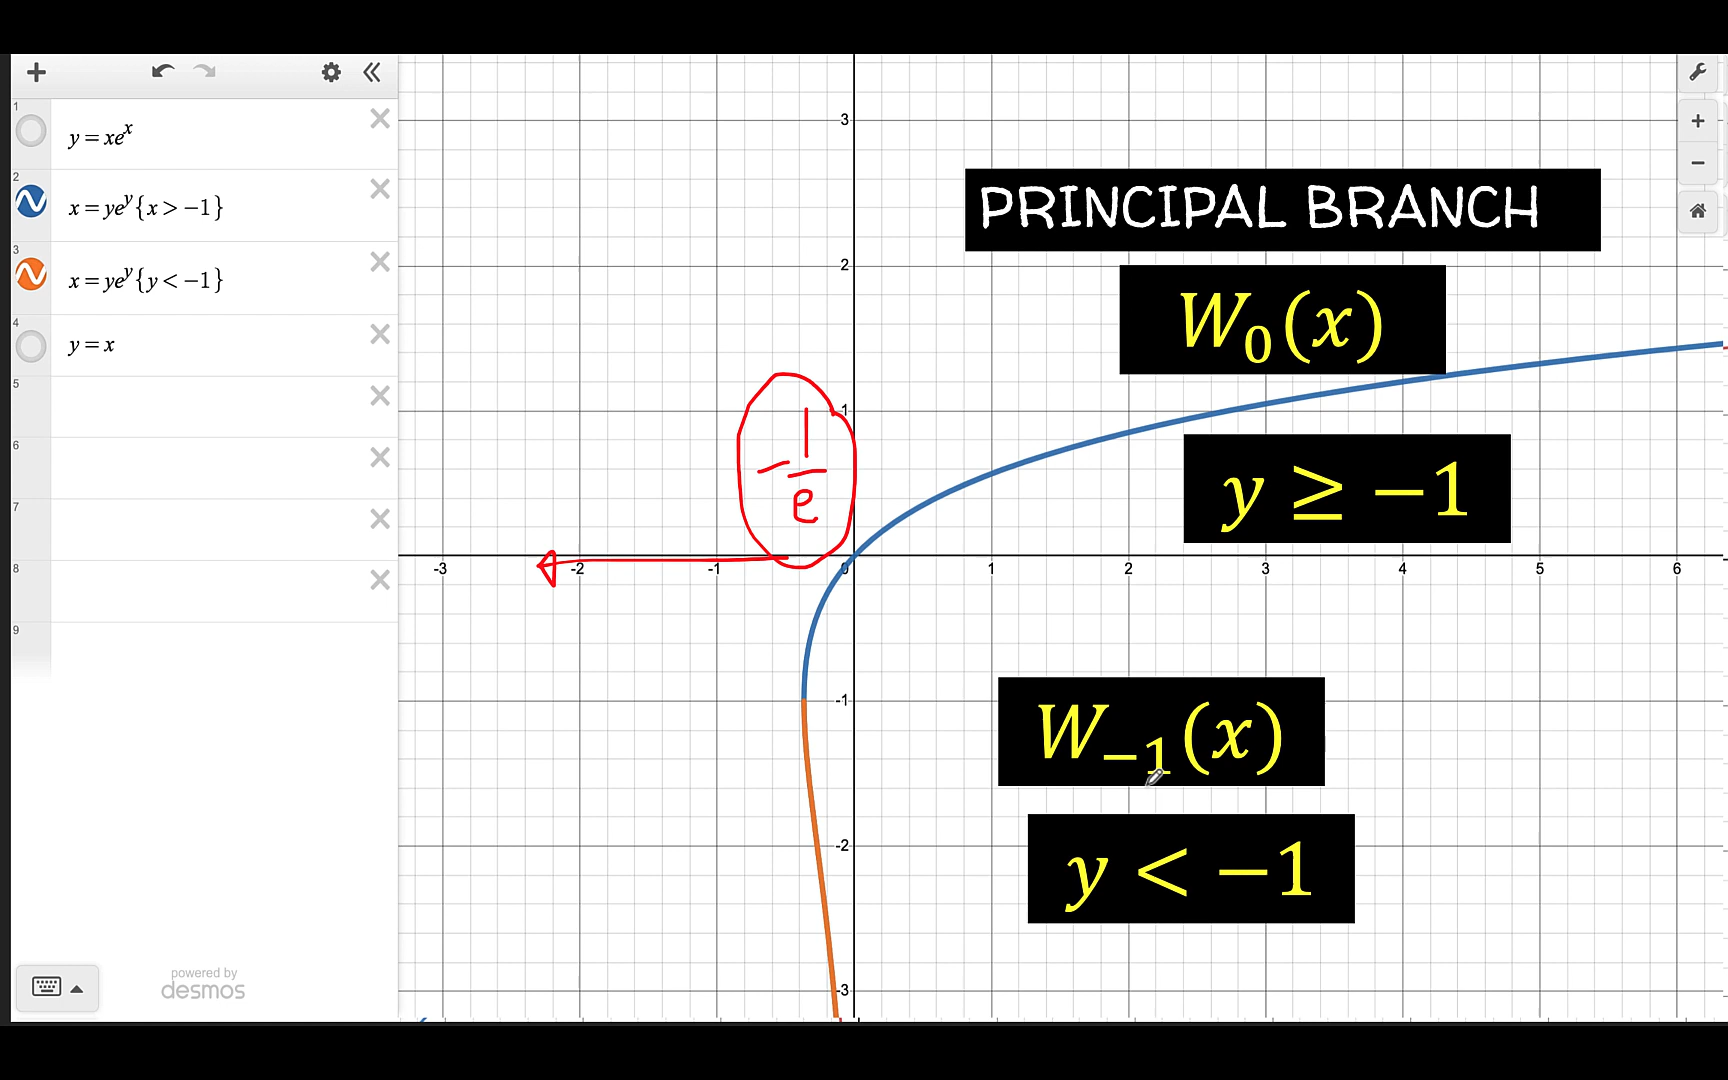 1
y = xe^x
2
x = ye^y {x > −1}
3
x = ye^y {y < −1}
4
y = x
5
6
7
8
9
powered by
desmos
3
2
1
-1
-2
-3
-3 -2 -1 0 1 2 3 4 5 6
PRINCIPAL BRANCH
W₀(x)
y ≥ −1
−1/e
W₋₁(x)
y < −1